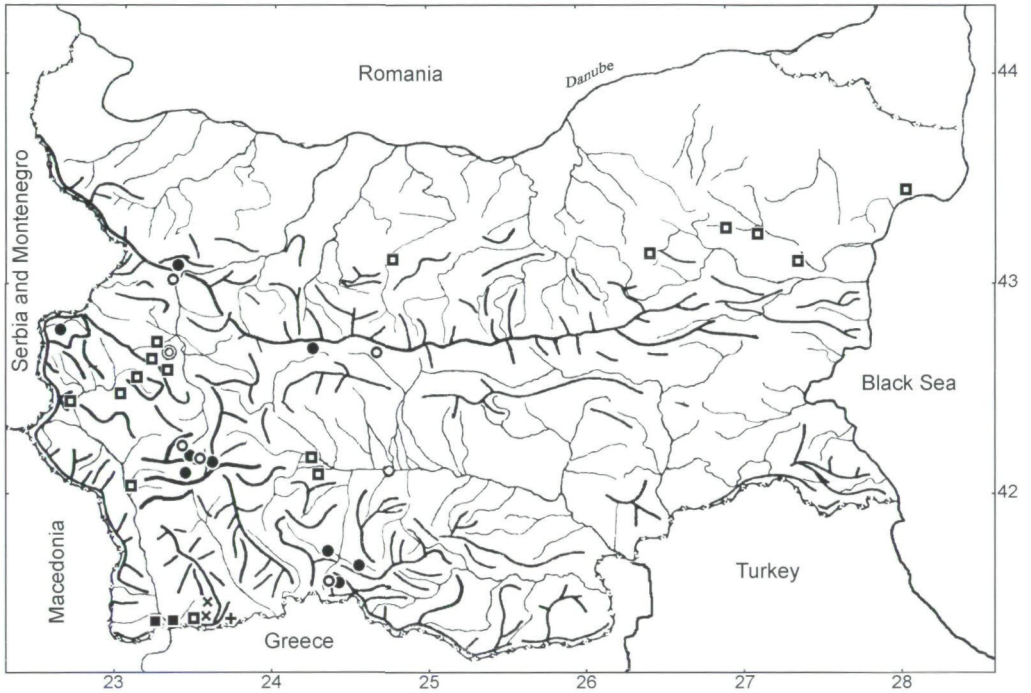 Romania
Danube
44
Serbia and Montenegro
43
Black Sea
42
Macedonia
Turkey
Greece
23 24 25 26 27 28